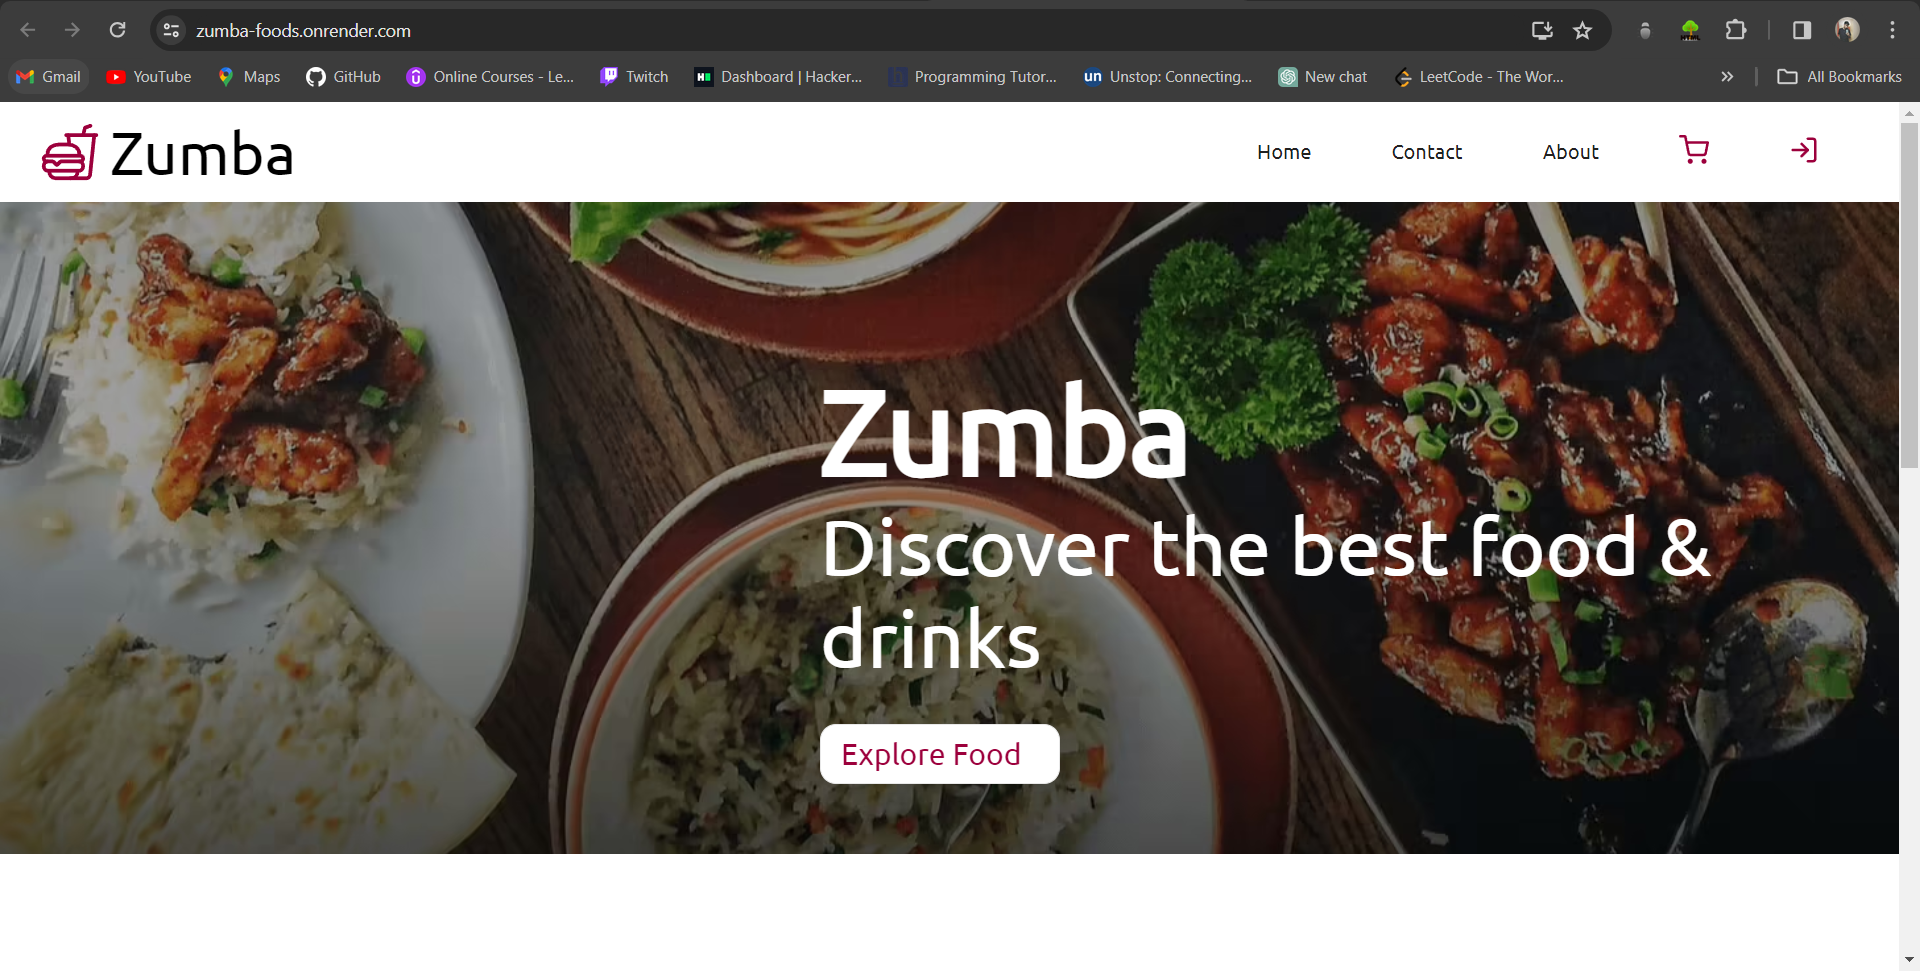 zumba-foods.onrender.com
Gmail YouTube Maps GitHub Online Courses - Le... Twitch Dashboard | Hacker... Programming Tutor... Unstop: Connecting... New chat LeetCode - The Wor... » All Bookmarks
Zumba Home Contact About
Zumba
Discover the best food &
drinks
Explore Food